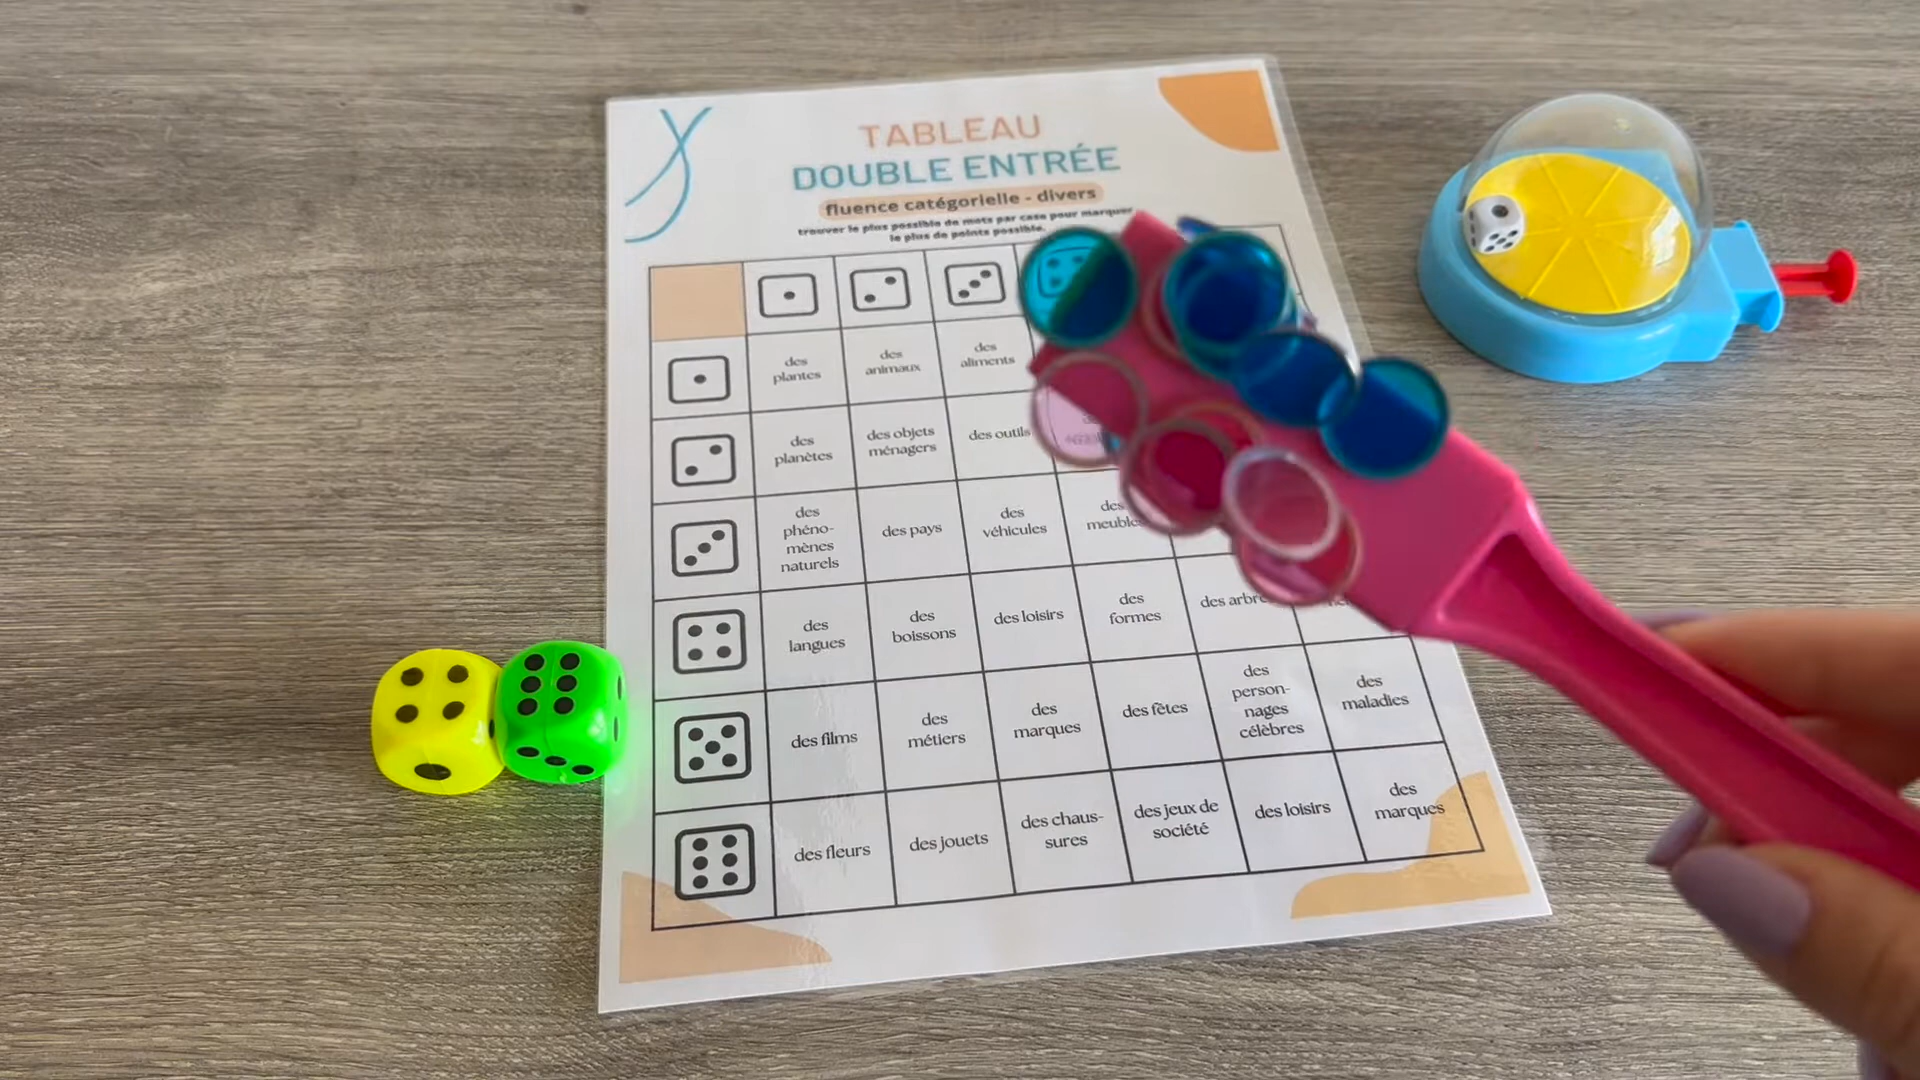 TABLEAU
DOUBLE ENTRÉE
fluence catégorielle - divers
trouver le plus possible de mots par case pour marquer
le plus de points possible.
des
plantes
des
animaux
des
aliments
des
planètes
des objets
ménagers
des outils
des
phéno-
mènes
naturels
des pays
des
véhicules
des
meubles
des
langues
des
boissons
des loisirs
des
formes
des arbres
des films
des
métiers
des
marques
des fêtes
des
person-
nages
célèbres
des
maladies
des fleurs
des jouets
des chaus-
sures
des jeux de
société
des loisirs
des
marques